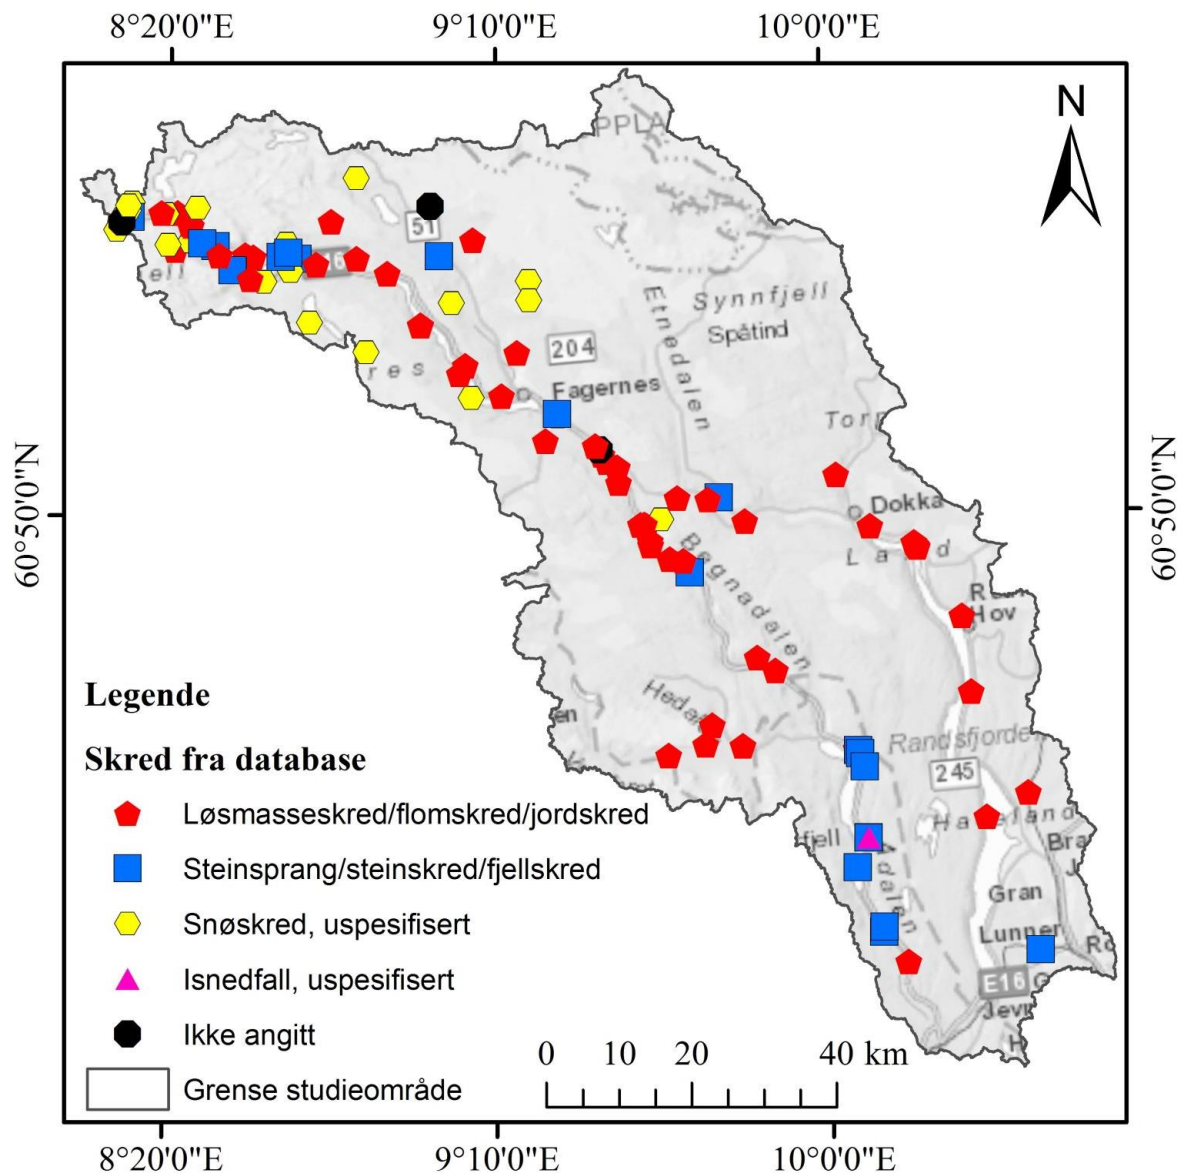 8°20'0"E 9°10'0"E 10°0'0"E
N
51
Synnfjell
Spåtind
Etnedalen
204
Fagernes
Dokka
60°50'0"N
60°50'0"N
Begnadalen
Hov
Randsfjorde
245
Gran
Lunner
E16
Legende
Skred fra database
Løsmasseskred/flomskred/jordskred
Steinsprang/steinskred/fjellskred
Snøskred, uspesifisert
Isnedfall, uspesifisert
Ikke angitt
Grense studieområde
0 10 20 40 km
8°20'0"E 9°10'0"E 10°0'0"E